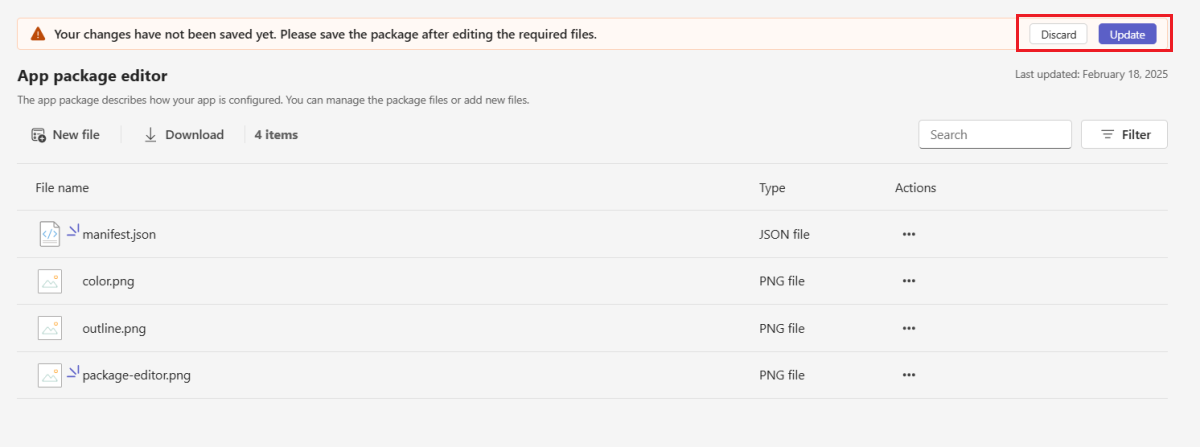 Your changes have not been saved yet. Please save the package after editing the required files. Discard Update
App package editor Last updated: February 18, 2025
The app package describes how your app is configured. You can manage the package files or add new files.
New file Download 4 items Search Filter
File name Type Actions
manifest.json JSON file
color.png PNG file
outline.png PNG file
package-editor.png PNG file